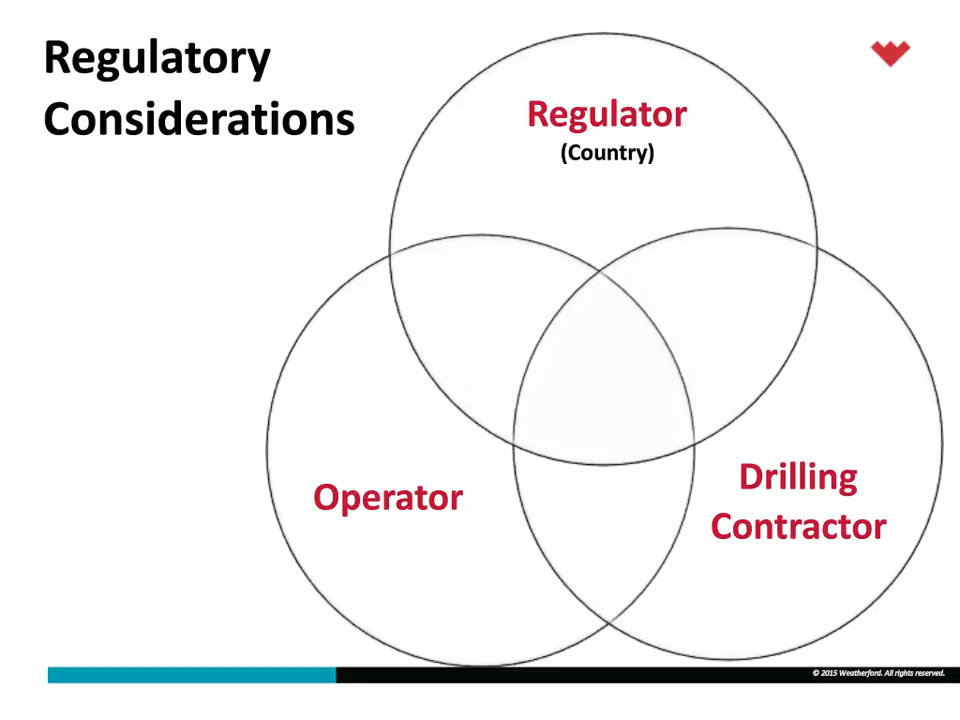 Regulatory
Considerations
Regulator
(Country)
Operator
Drilling
Contractor
© 2015 Weatherford. All rights reserved.